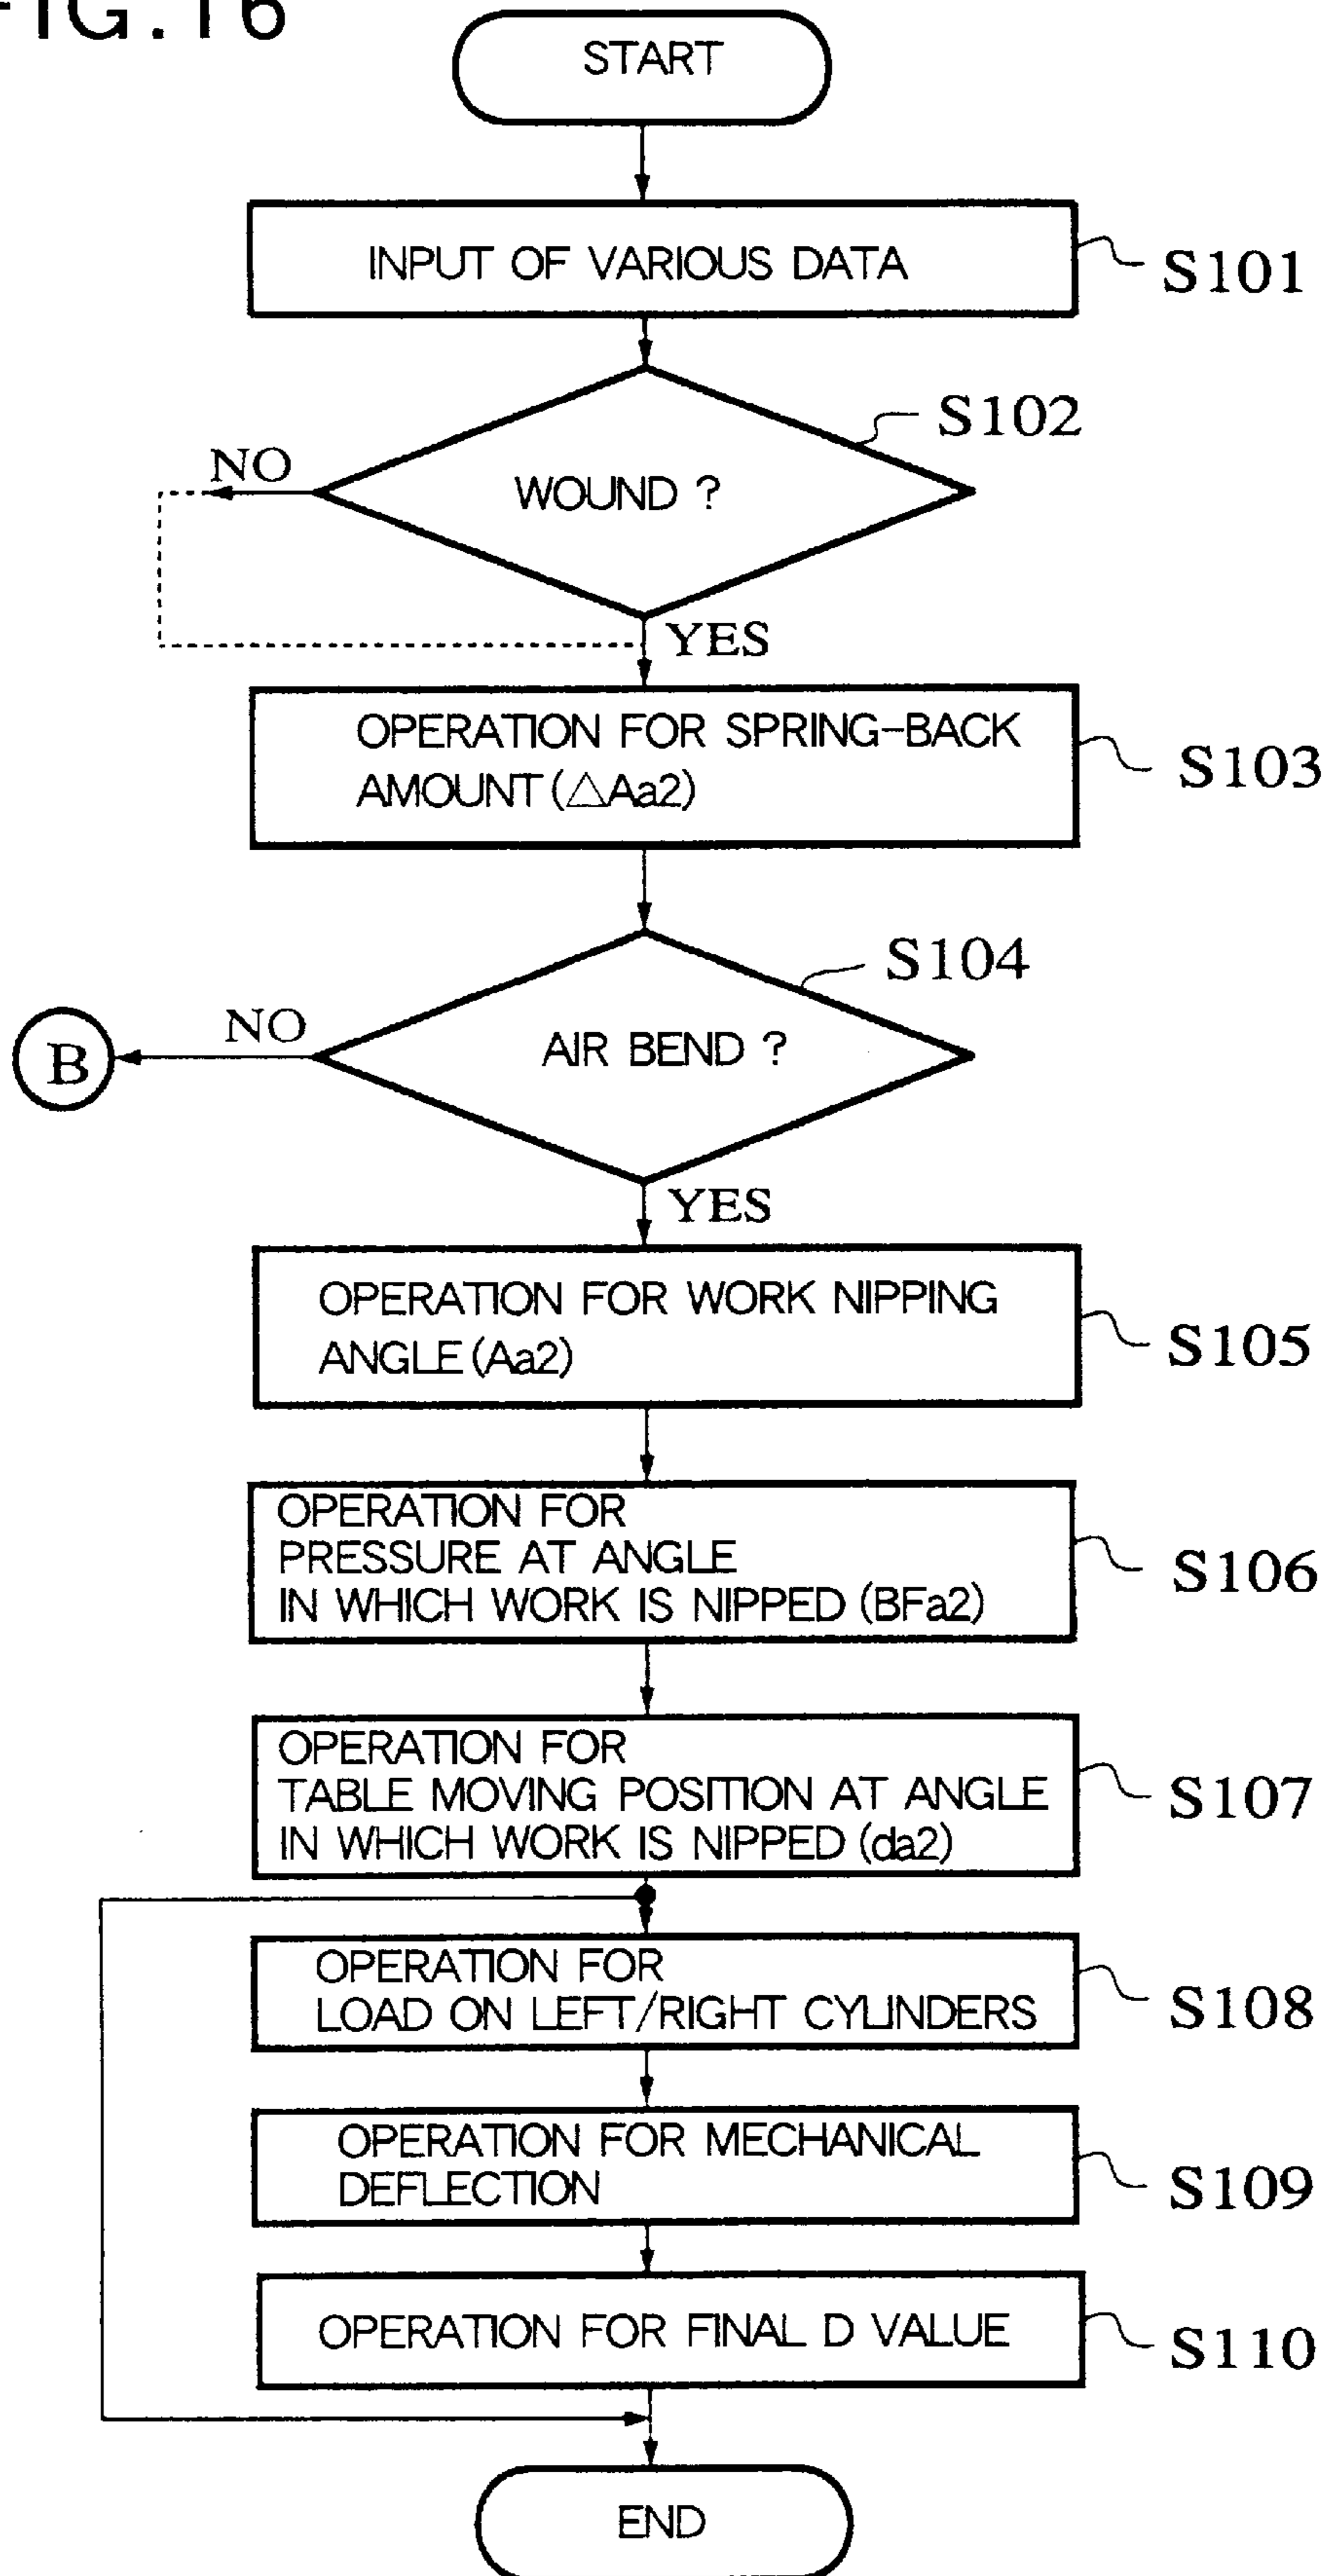 FIG.16
START
INPUT OF VARIOUS DATA
S101
S102
NO
WOUND ?
YES
OPERATION FOR SPRING-BACK
AMOUNT (△Aa2)
S103
S104
NO
B
AIR BEND ?
YES
OPERATION FOR WORK NIPPING
ANGLE (Aa2)
S105
OPERATION FOR
PRESSURE AT ANGLE
IN WHICH WORK IS NIPPED (BFa2)
S106
OPERATION FOR
TABLE MOVING POSITION AT ANGLE
IN WHICH WORK IS NIPPED (da2)
S107
OPERATION FOR
LOAD ON LEFT/RIGHT CYLINDERS
S108
OPERATION FOR MECHANICAL
DEFLECTION
S109
OPERATION FOR FINAL D VALUE
S110
END